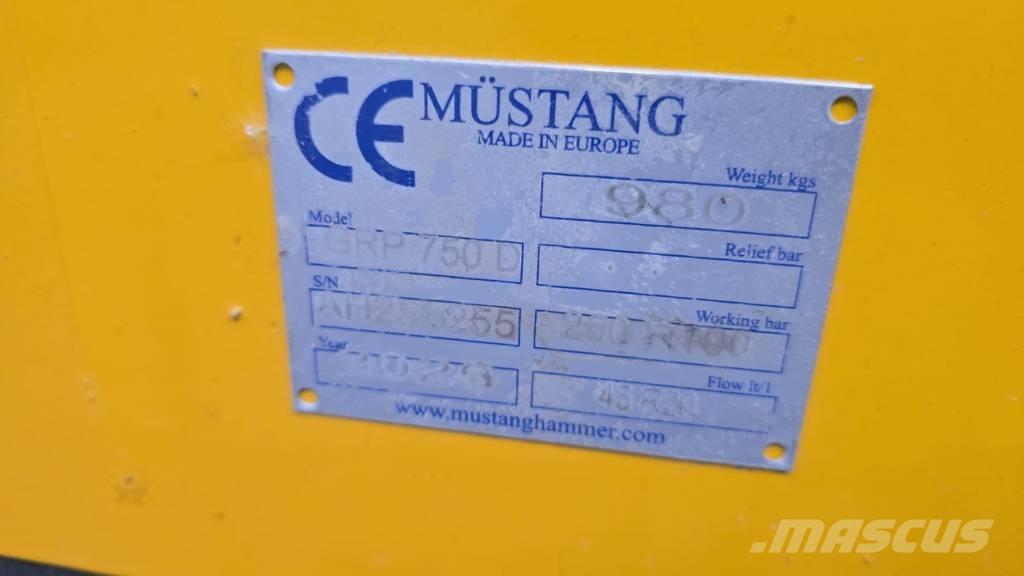 CE MÜSTANG
MADE IN EUROPE
Weight kgs
980
Model
GRP 750 D
Relief bar
S/N
Working bar
Year
Flow lt/1
www.mustanghammer.com
MASCUS